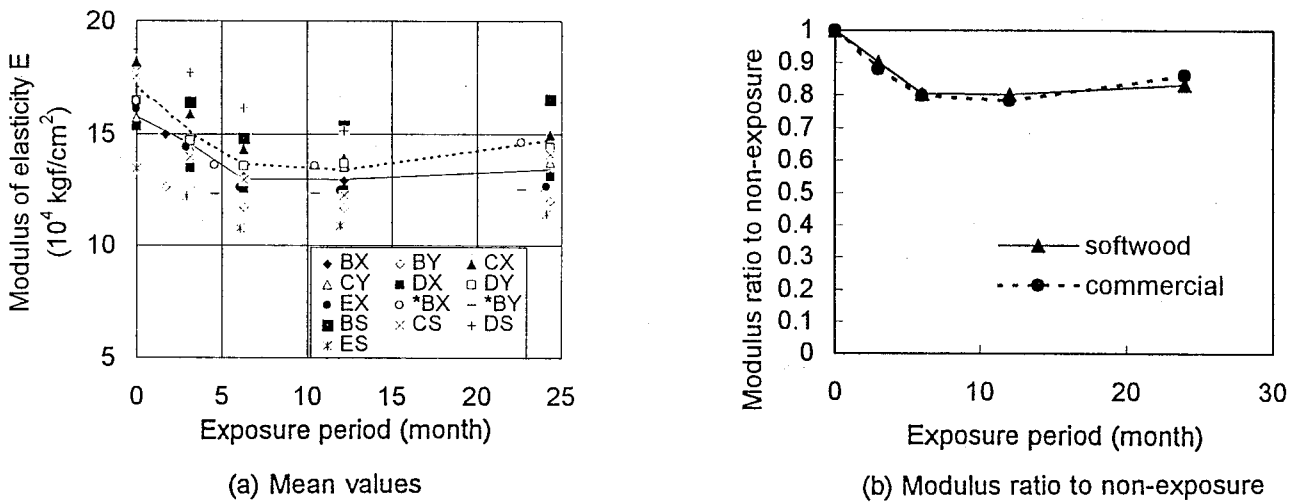 Modulus of elasticity E
(10⁴ kgf/cm²)
20
15
10
5
0 5 10 15 20 25
Exposure period (month)
BX BY CX
CY DX DY
EX *BX *BY
BS CS DS
ES
(a) Mean values
Modulus ratio to non-exposure
1
0.9
0.8
0.7
0.6
0.5
0.4
0.3
0.2
0.1
0
0 10 20 30
softwood
commercial
Exposure period (month)
(b) Modulus ratio to non-exposure